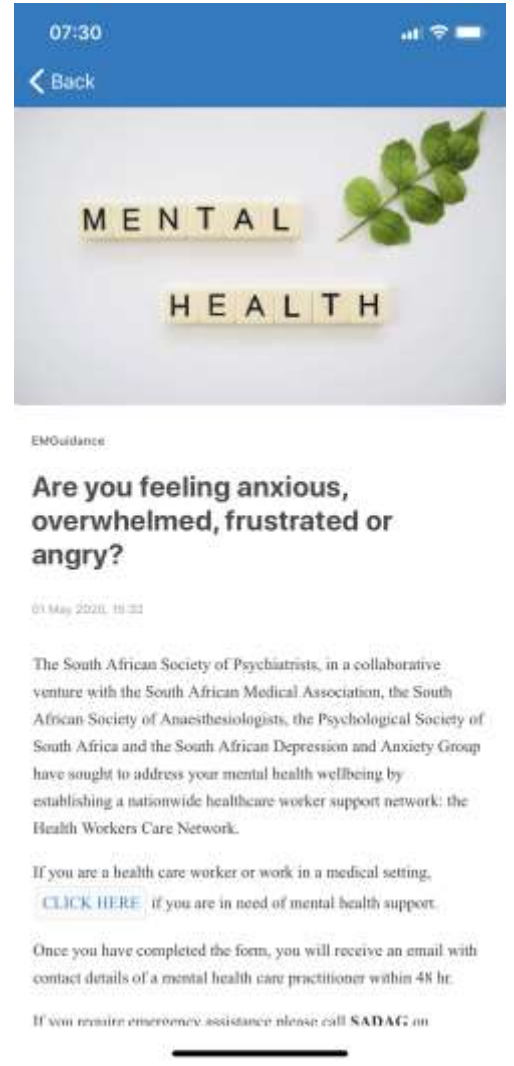 07:30
Back
MENTAL
HEALTH
EMGuidance
Are you feeling anxious,
overwhelmed, frustrated or
angry?
01 May 2020, 15:32
The South African Society of Psychiatrists, in a collaborative
venture with the South African Medical Association, the South
African Society of Anaesthesiologists, the Psychological Society of
South Africa and the South African Depression and Anxiety Group
have sought to address your mental health wellbeing by
establishing a nationwide healthcare worker support network: the
Health Workers Care Network.
If you are a health care worker or work in a medical setting,
CLICK HERE if you are in need of mental health support.
Once you have completed the form, you will receive an email with
contact details of a mental health care practitioner within 48 hr.
If you require emergency assistance please call SADAG on